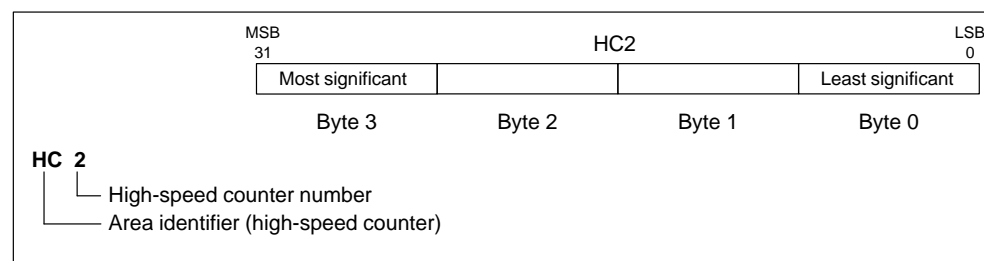 MSB LSB
31 HC2 0
Most significant Least significant
Byte 3 Byte 2 Byte 1 Byte 0
HC 2
High-speed counter number
Area identifier (high-speed counter)